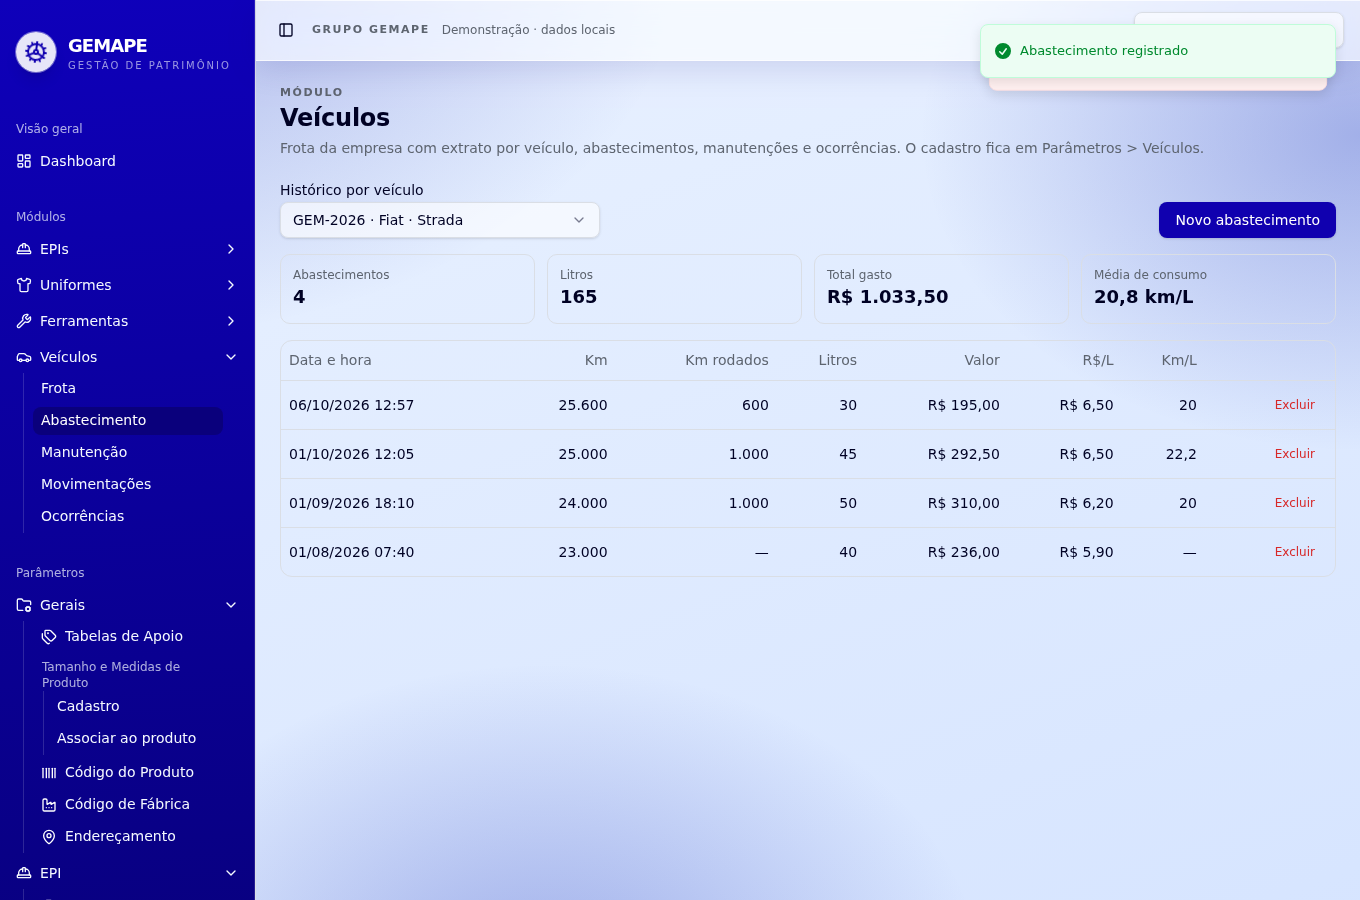 GEMAPE
GESTÃO DE PATRIMÔNIO
Visão geral
Dashboard
Módulos
EPIs
Uniformes
Ferramentas
Veículos
Frota
Abastecimento
Manutenção
Movimentações
Ocorrências
Parâmetros
Gerais
Tabelas de Apoio
Tamanho e Medidas de
Produto
Cadastro
Associar ao produto
Código do Produto
Código de Fábrica
Endereçamento
EPI
GRUPO GEMAPE Demonstração · dados locais
Abastecimento registrado
MÓDULO
Veículos
Frota da empresa com extrato por veículo, abastecimentos, manutenções e ocorrências. O cadastro fica em Parâmetros > Veículos.
Histórico por veículo
GEM-2026 · Fiat · Strada
Novo abastecimento
Abastecimentos
4
Litros
165
Total gasto
R$ 1.033,50
Média de consumo
20,8 km/L
Data e hora Km Km rodados Litros Valor R$/L Km/L
06/10/2026 12:57 25.600 600 30 R$ 195,00 R$ 6,50 20 Excluir
01/10/2026 12:05 25.000 1.000 45 R$ 292,50 R$ 6,50 22,2 Excluir
01/09/2026 18:10 24.000 1.000 50 R$ 310,00 R$ 6,20 20 Excluir
01/08/2026 07:40 23.000 — 40 R$ 236,00 R$ 5,90 — Excluir